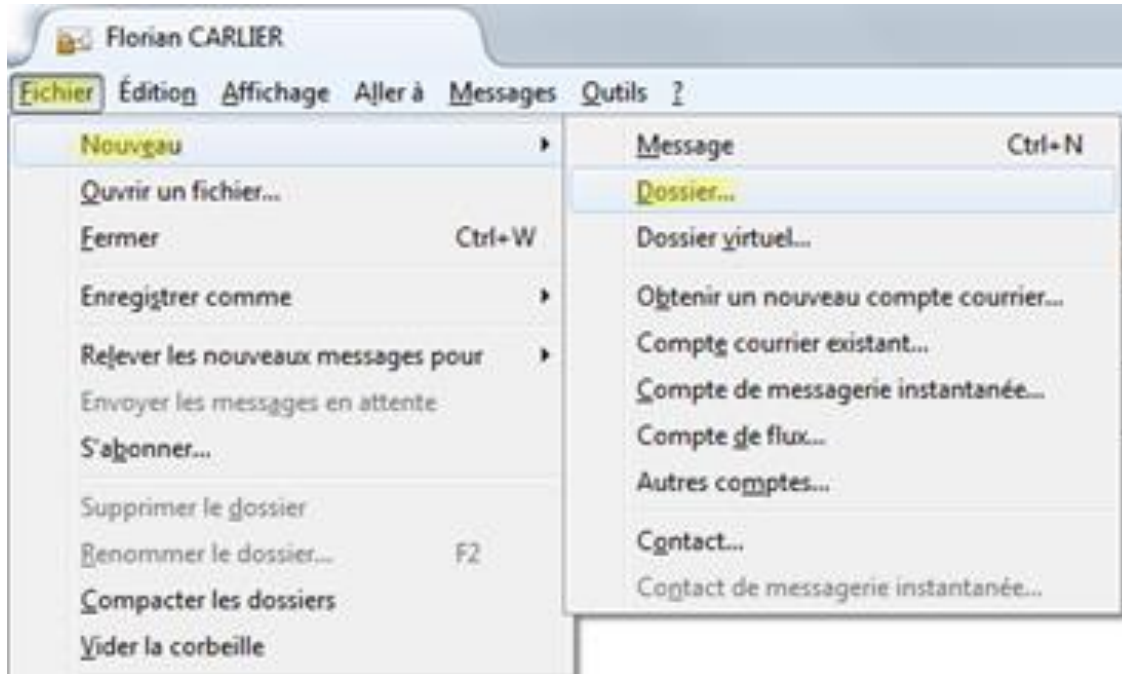 Florian CARLIER
Fichier Édition Affichage Aller à Messages Outils ?
Nouveau
Ouvrir un fichier...
Fermer Ctrl+W
Enregistrer comme
Relever les nouveaux messages pour
Envoyer les messages en attente
S'abonner...
Supprimer le dossier
Renommer le dossier... F2
Compacter les dossiers
Vider la corbeille
Message Ctrl+N
Dossier...
Dossier virtuel...
Obtenir un nouveau compte courrier...
Compte courrier existant...
Compte de messagerie instantanée...
Compte de flux...
Autres comptes...
Contact...
Contact de messagerie instantanée...